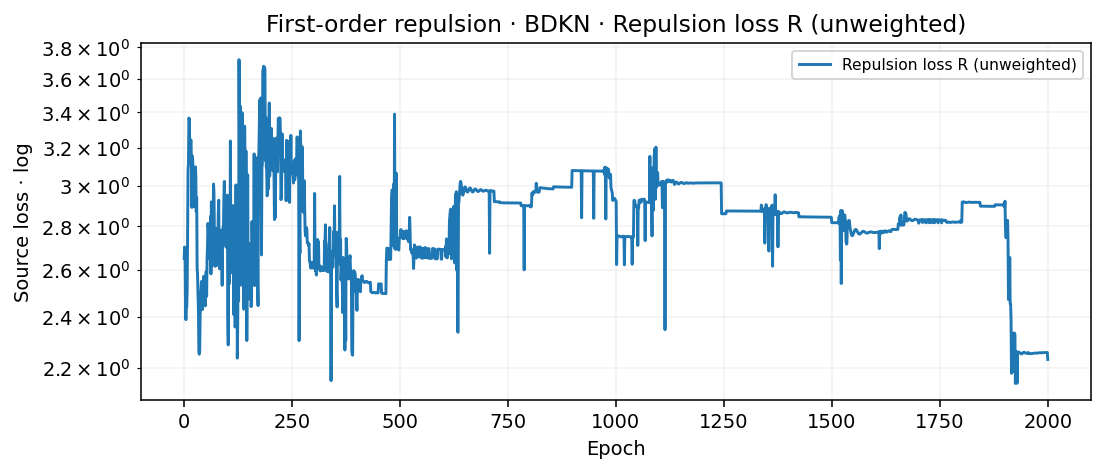 First-order repulsion · BDKN · Repulsion loss R (unweighted)
Repulsion loss R (unweighted)
Source loss · log
3.8 × 10⁰
3.6 × 10⁰
3.4 × 10⁰
3.2 × 10⁰
3 × 10⁰
2.8 × 10⁰
2.6 × 10⁰
2.4 × 10⁰
2.2 × 10⁰
0 250 500 750 1000 1250 1500 1750 2000
Epoch